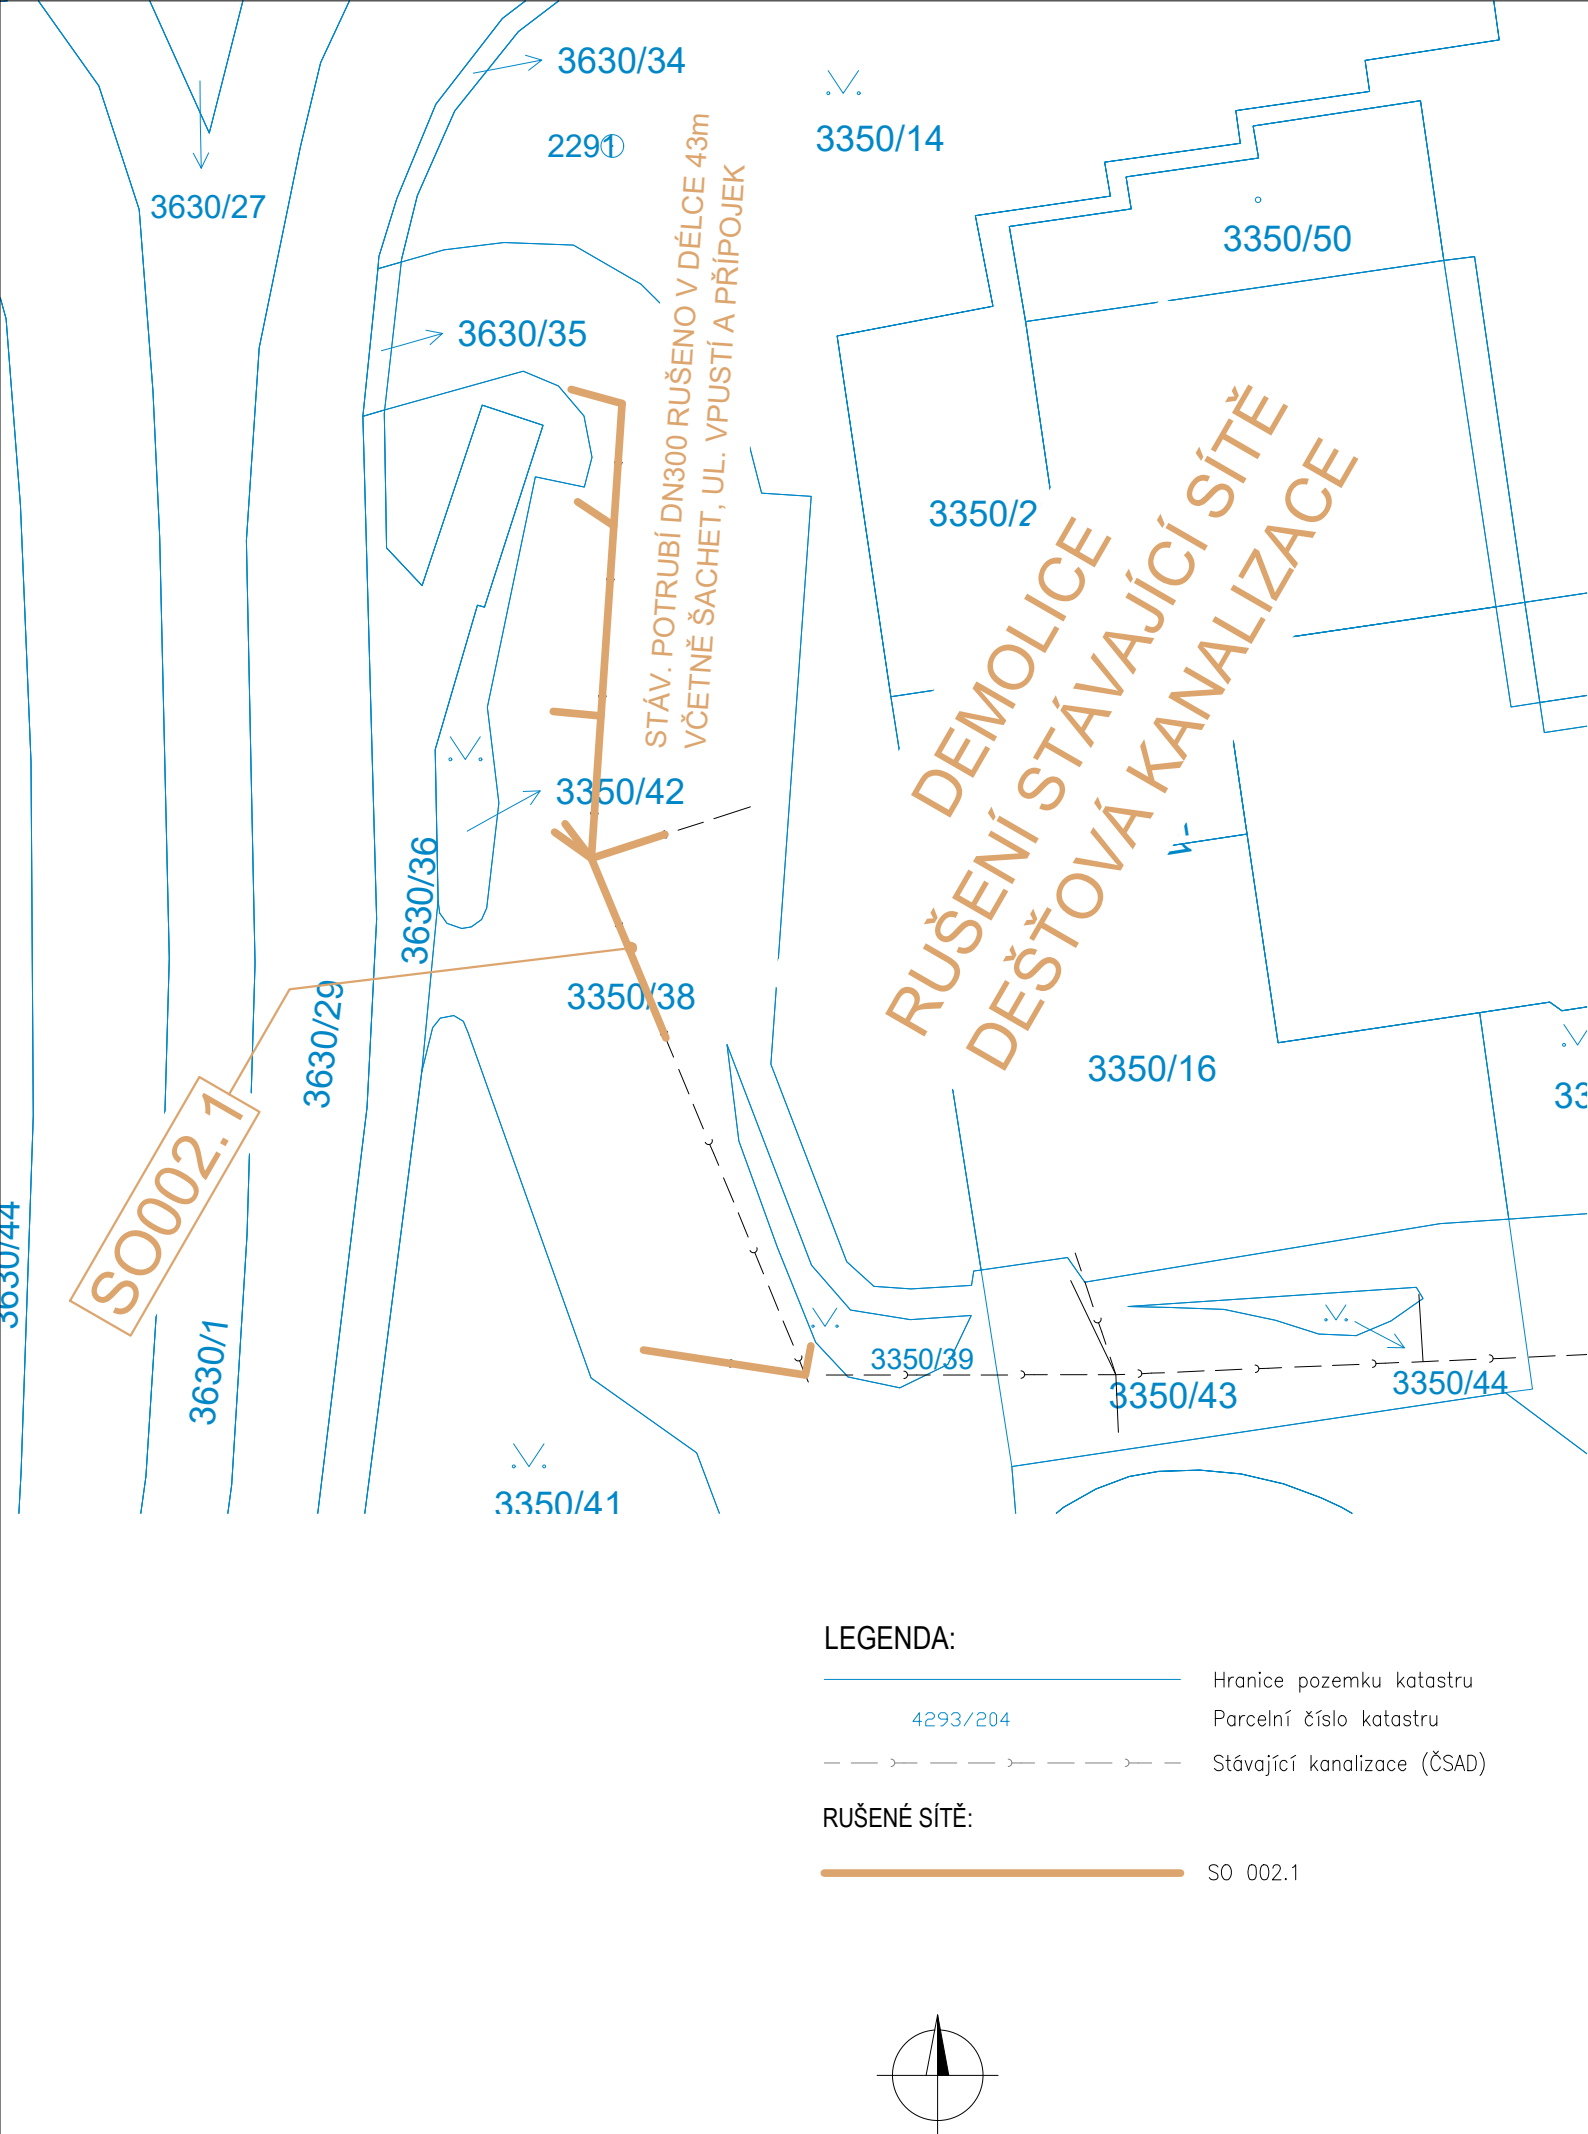 3630/34
3350/14
2291
3630/27
3350/50
3630/35
STÁV. POTRUBÍ DN300 RUŠENO V DÉLCE 43m
VČETNĚ ŠACHET, UL. VPUSTÍ A PŘÍPOJEK
3350/2
DEMOLICE
RUŠENÍ STÁVAJÍCÍ SÍTĚ
DEŠŤOVÁ KANALIZACE
3350/42
3630/36
3350/38
3630/29
3350/16
SO002.1
3630/44
3630/1
3350/39
3350/43
3350/44
3350/41
LEGENDA:
Hranice pozemku katastru
4293/204 Parcelní číslo katastru
Stávající kanalizace (ČSAD)
RUŠENÉ SÍTĚ:
SO 002.1